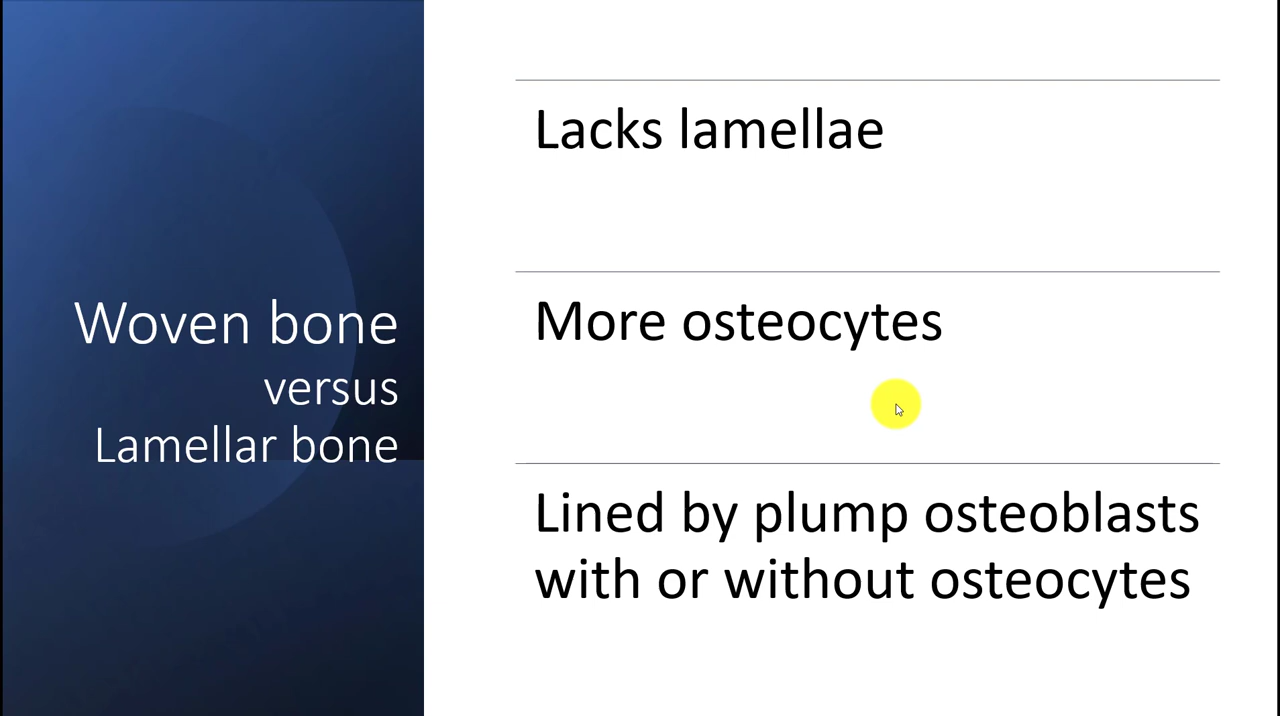 Woven bone
versus
Lamellar bone
Lacks lamellae
More osteocytes
Lined by plump osteoblasts
with or without osteocytes